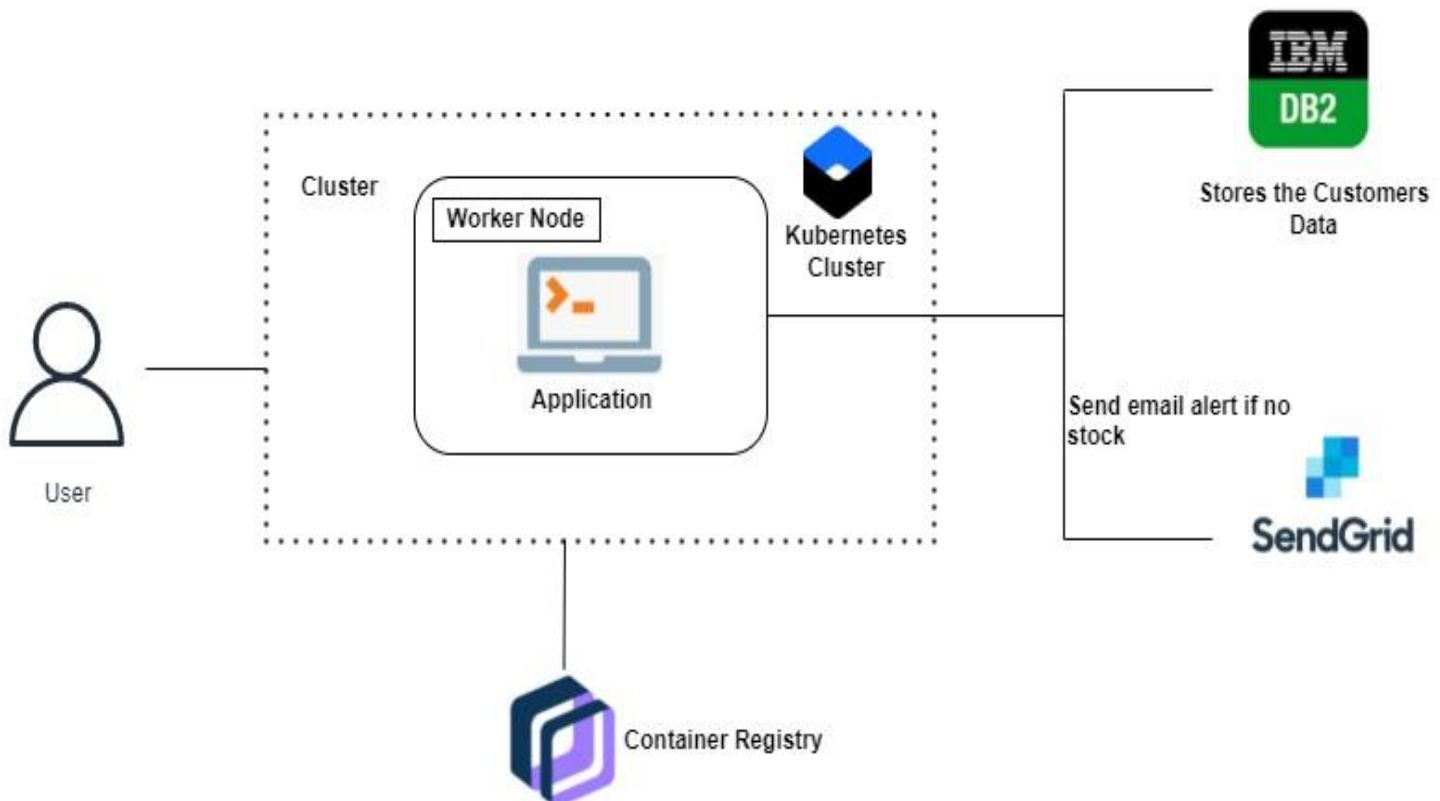 IBM
DB2
Stores the Customers
Data
Cluster
Worker Node
Kubernetes
Cluster
Application
User
Send email alert if no
stock
SendGrid
Container Registry